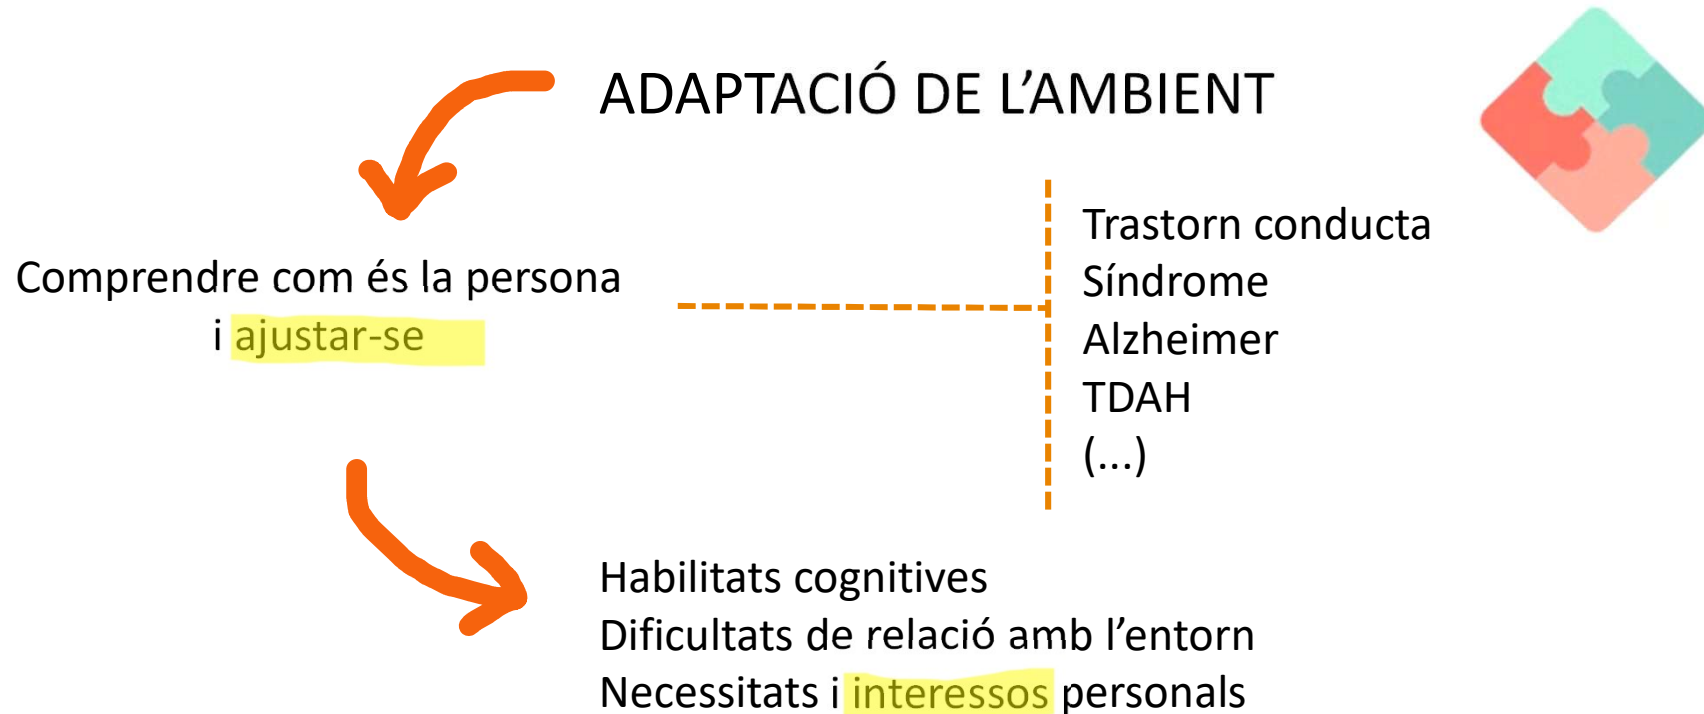 ADAPTACIÓ DE L’AMBIENT
Comprendre com és la persona
i ajustar-se
Trastorn conducta
Síndrome
Alzheimer
TDAH
(...)
Habilitats cognitives
Dificultats de relació amb l’entorn
Necessitats i interessos personals